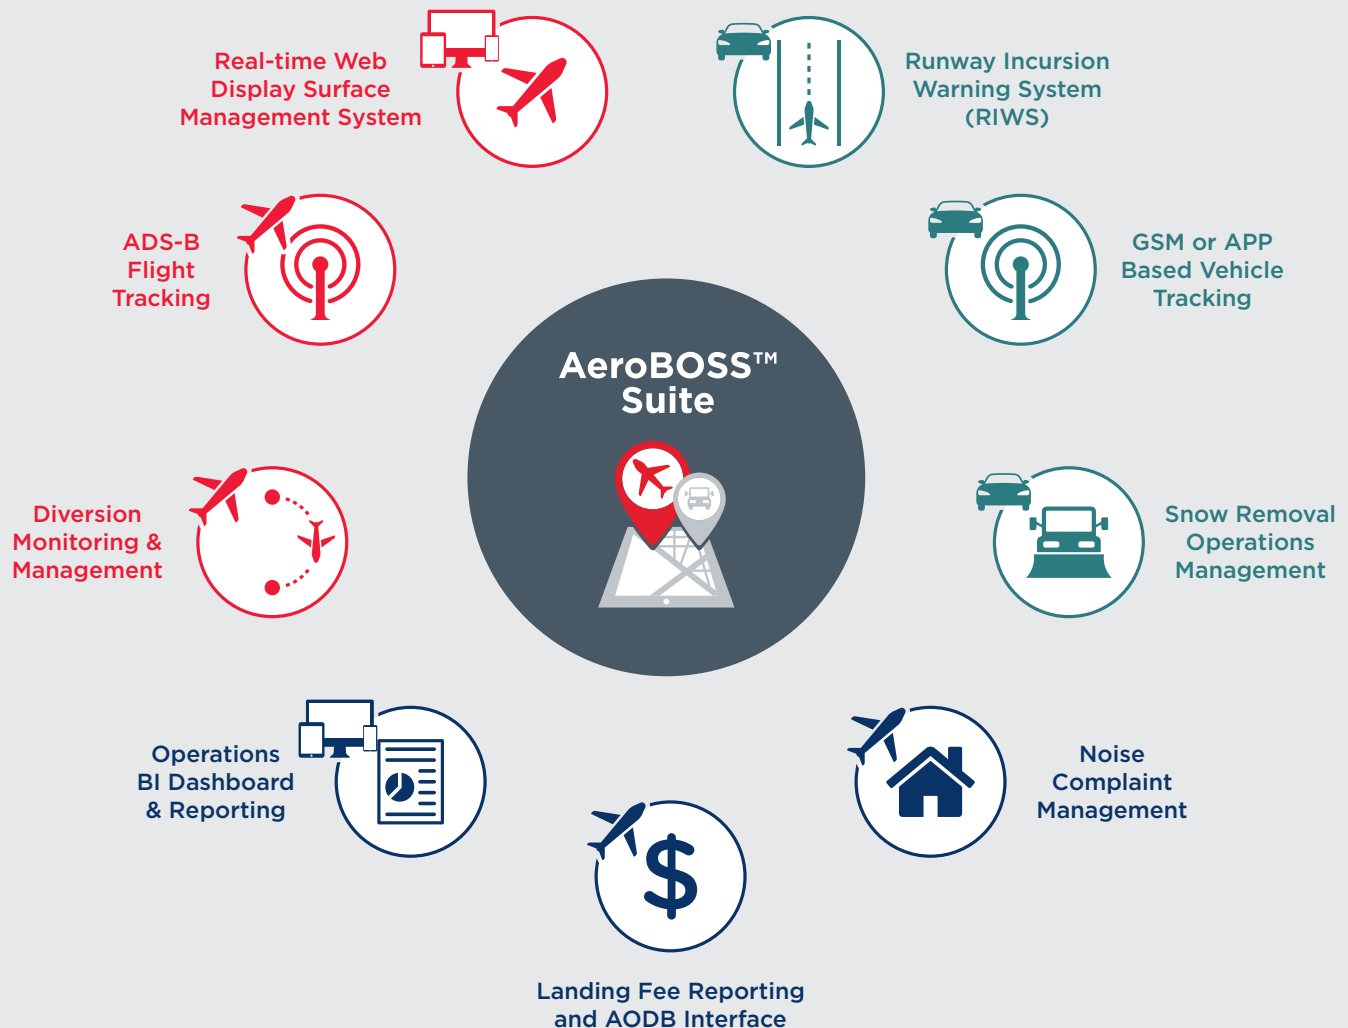 Real-time Web
Display Surface
Management System
Runway Incursion
Warning System
(RIWS)
ADS-B
Flight
Tracking
GSM or APP
Based Vehicle
Tracking
AeroBOSS™
Suite
Diversion
Monitoring &
Management
Snow Removal
Operations
Management
Operations
BI Dashboard
& Reporting
Noise
Complaint
Management
Landing Fee Reporting
and AODB Interface